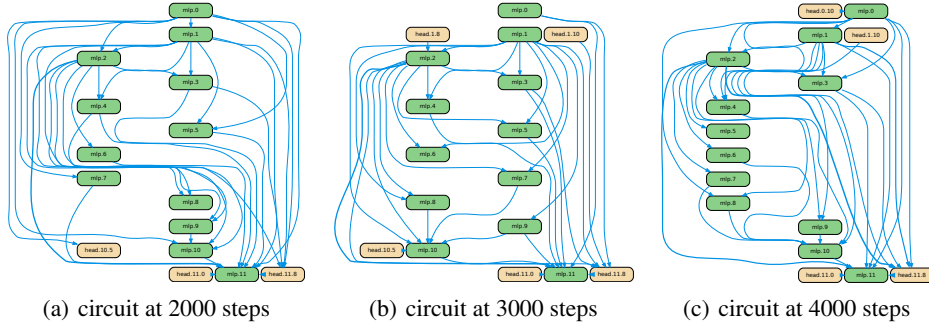 mlp.0
mlp.1
mlp.2
mlp.3
mlp.4
mlp.5
mlp.6
mlp.7
mlp.8
mlp.9
head.10.5 mlp.10
head.11.0 mlp.11 head.11.8
(a) circuit at 2000 steps
mlp.0
head.1.8 mlp.1 head.1.10
mlp.2
mlp.3
mlp.4
mlp.5
mlp.6
mlp.7
mlp.8
mlp.9
head.10.5 mlp.10
head.11.0 mlp.11 head.11.8
(b) circuit at 3000 steps
head.0.10 mlp.0
mlp.1 head.1.10
mlp.2
mlp.3
mlp.4
mlp.5
mlp.6
mlp.7
mlp.8
mlp.9
mlp.10
head.11.0 mlp.11 head.11.8
(c) circuit at 4000 steps